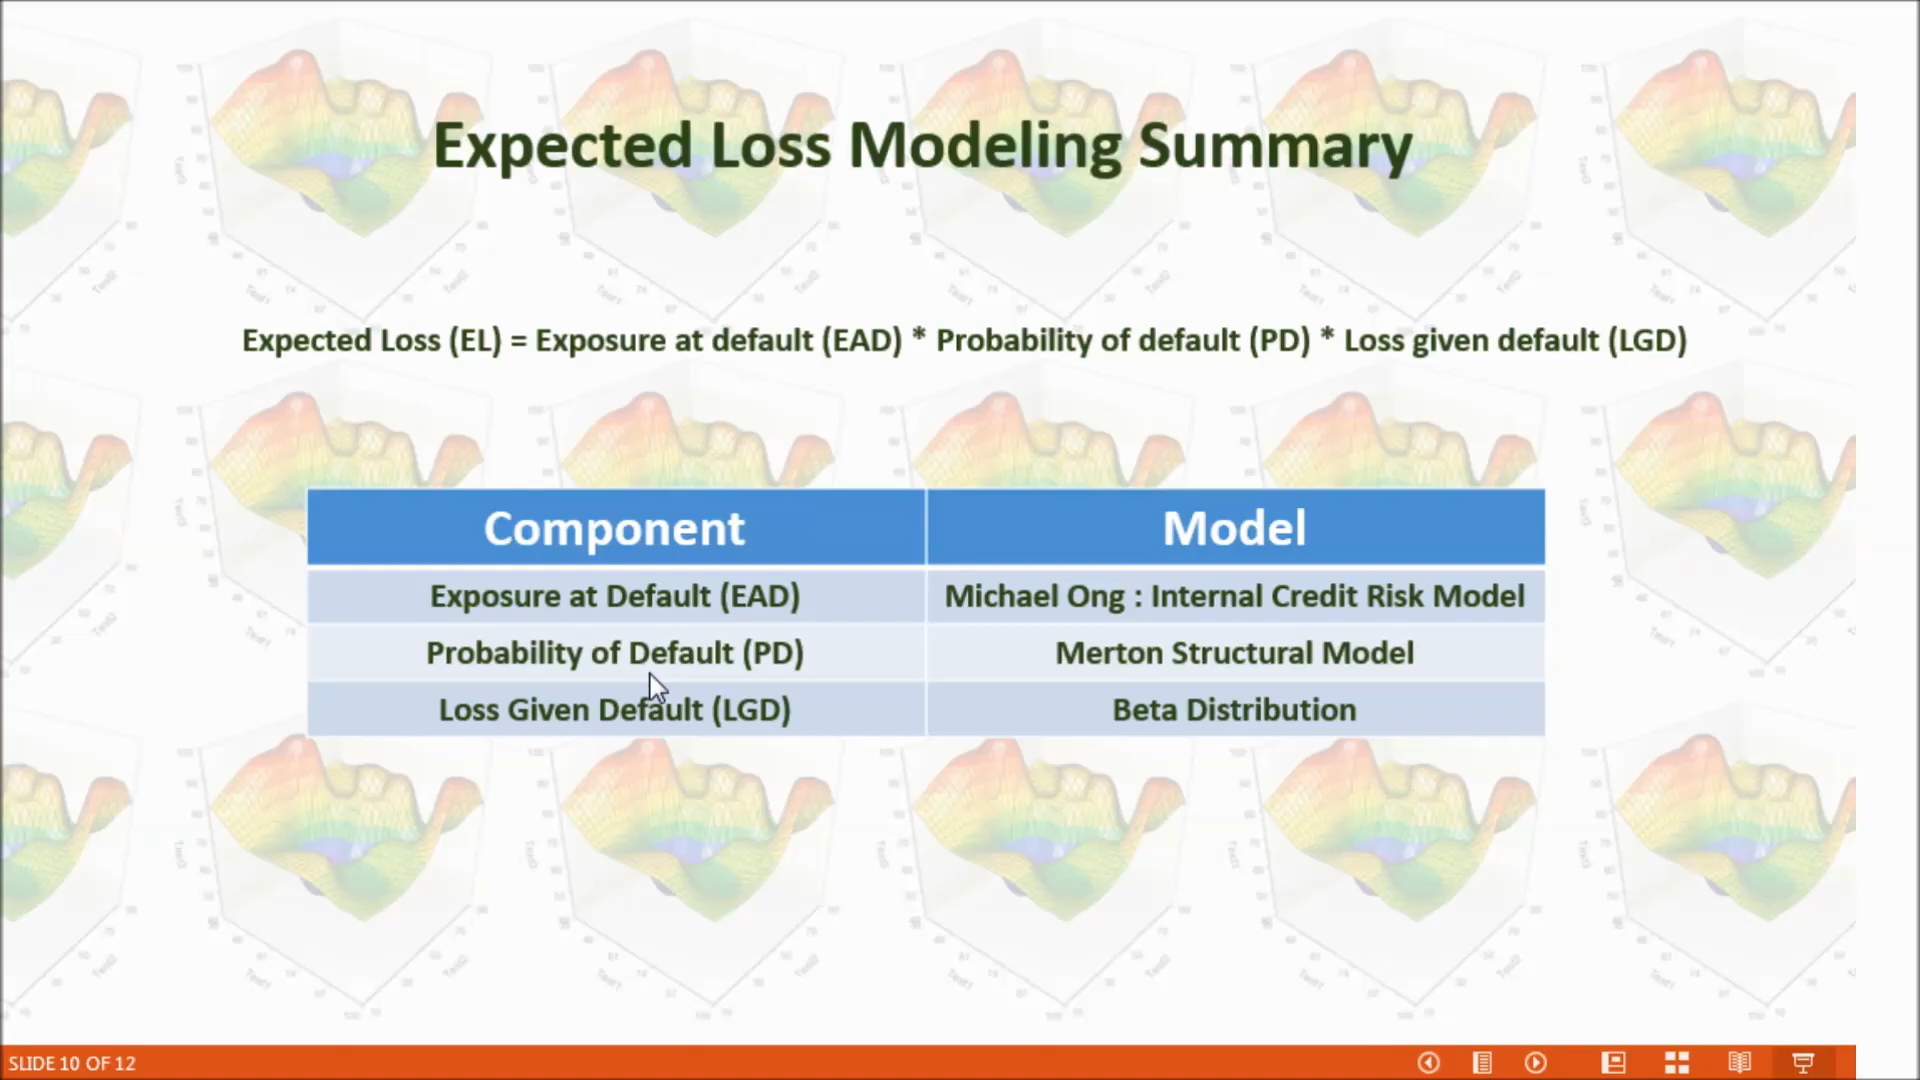 Expected Loss Modeling Summary
Expected Loss (EL) = Exposure at default (EAD) * Probability of default (PD) * Loss given default (LGD)
Component Model
Exposure at Default (EAD) Michael Ong : Internal Credit Risk Model
Probability of Default (PD) Merton Structural Model
Loss Given Default (LGD) Beta Distribution
SLIDE 10 OF 12